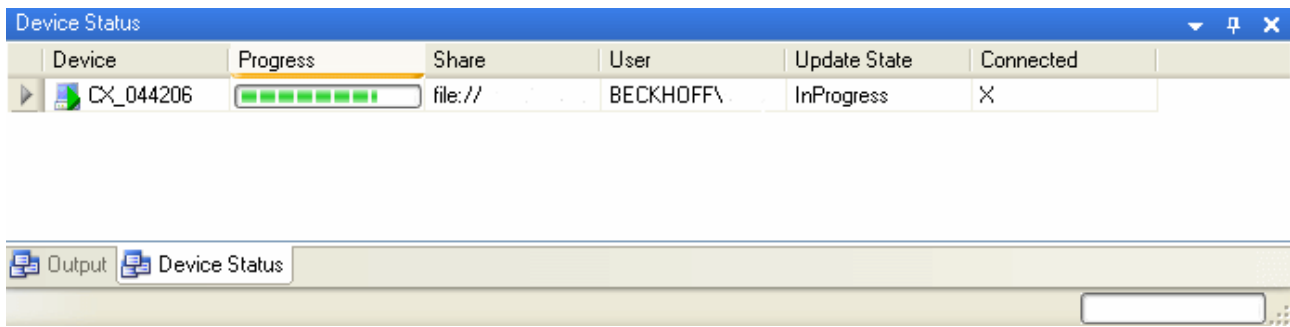 Device Status
Device Progress Share User Update State Connected
CX_044206 file:// BECKHOFF\ InProgress X
Output Device Status